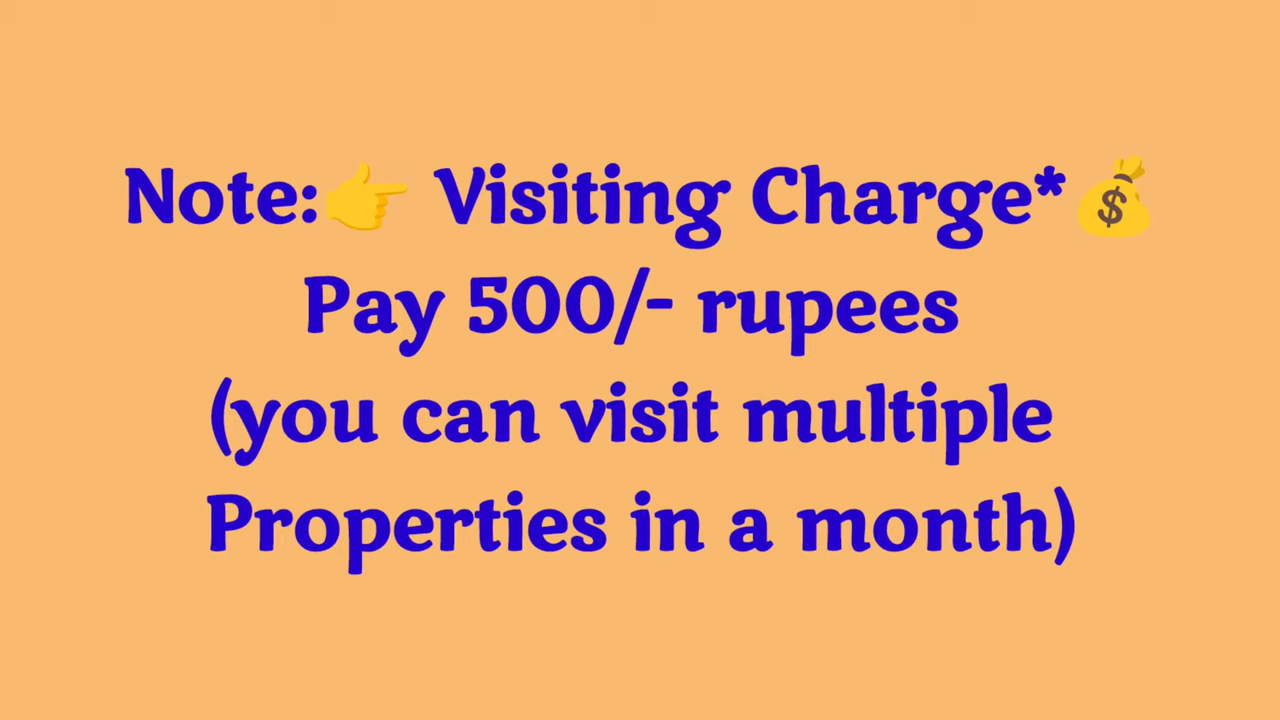 Note:👉 Visiting Charge*💰
Pay 500/- rupees
(you can visit multiple
Properties in a month)